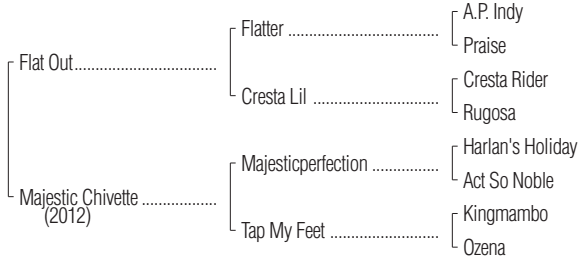 A.P. Indy
Flatter
Praise
Flat Out
Cresta Rider
Cresta Lil
Rugosa
Harlan's Holiday
Majesticperfection
Act So Noble
Majestic Chivette
(2012)
Kingmambo
Tap My Feet
Ozena